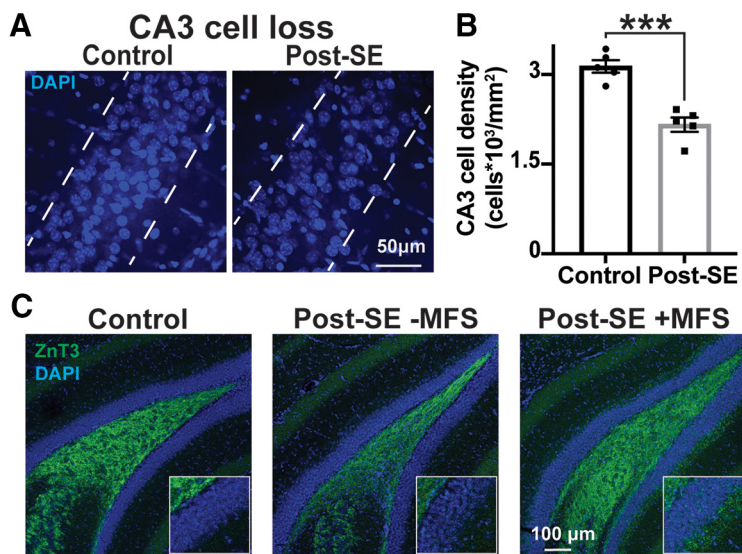 A
CA3 cell loss
Control
Post-SE
DAPI
50μm
B
***
CA3 cell density
(cells*10³/mm²)
3
1.5
0
Control
Post-SE
C
Control
Post-SE -MFS
Post-SE +MFS
ZnT3
DAPI
100 μm